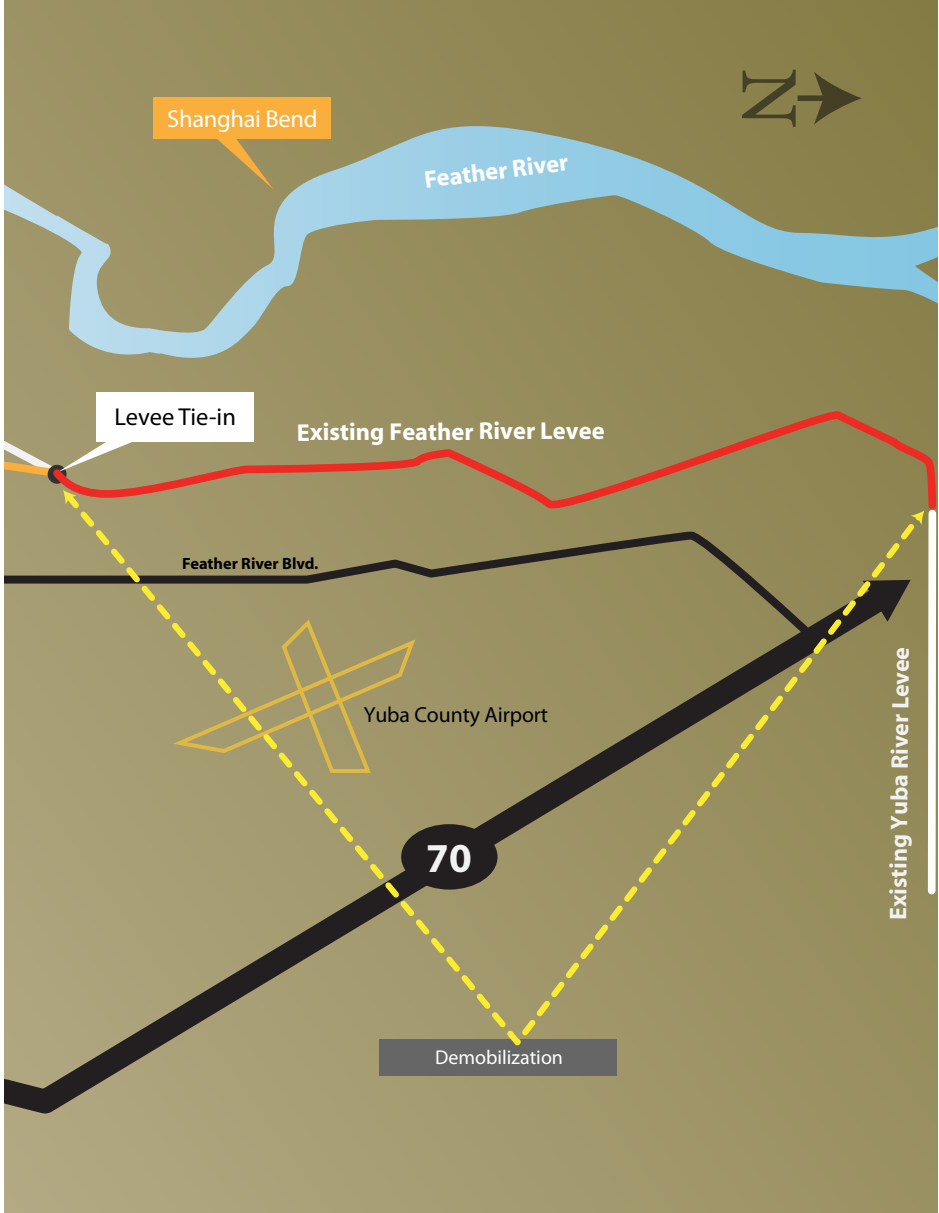 N
Shanghai Bend
Feather River
Levee Tie-in
Existing Feather River Levee
Feather River Blvd.
Yuba County Airport
Existing Yuba River Levee
70
Demobilization